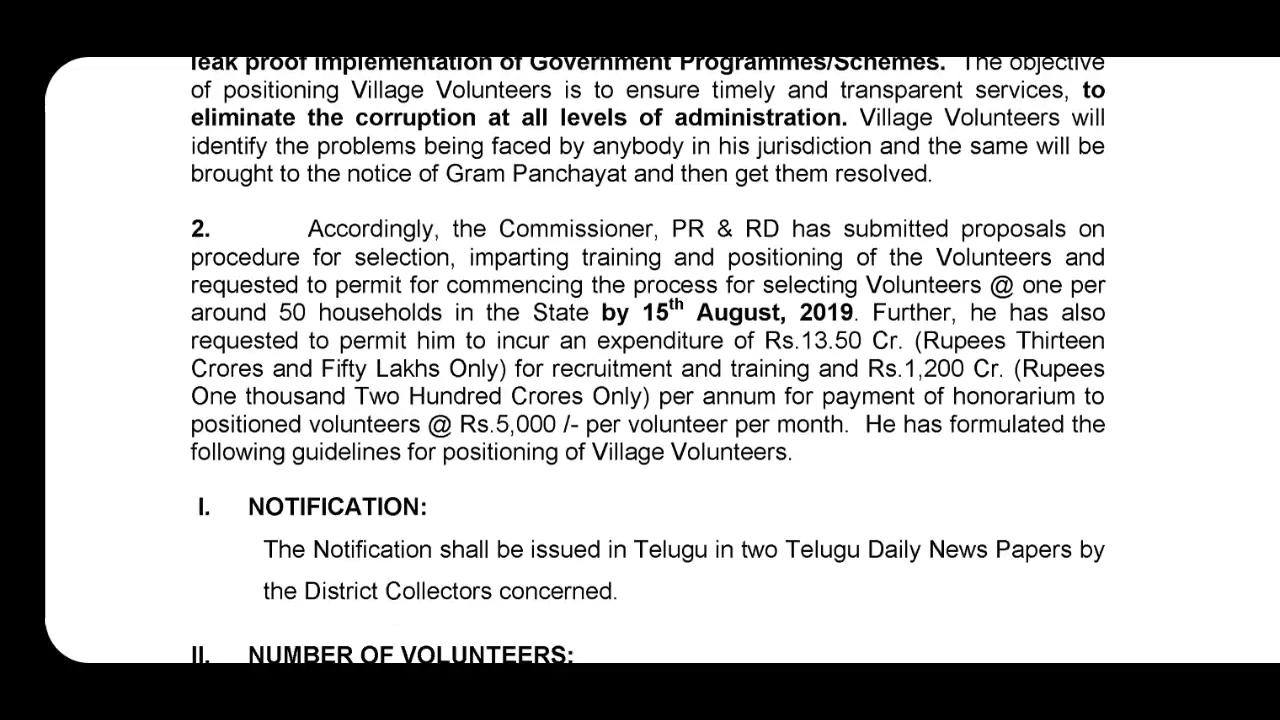 leak proof implementation of Government Programmes/Schemes. The objective
of positioning Village Volunteers is to ensure timely and transparent services, to
eliminate the corruption at all levels of administration. Village Volunteers will
identify the problems being faced by anybody in his jurisdiction and the same will be
brought to the notice of Gram Panchayat and then get them resolved.
2. Accordingly, the Commissioner, PR & RD has submitted proposals on
procedure for selection, imparting training and positioning of the Volunteers and
requested to permit for commencing the process for selecting Volunteers @ one per
around 50 households in the State by 15th August, 2019. Further, he has also
requested to permit him to incur an expenditure of Rs.13.50 Cr. (Rupees Thirteen
Crores and Fifty Lakhs Only) for recruitment and training and Rs.1,200 Cr. (Rupees
One thousand Two Hundred Crores Only) per annum for payment of honorarium to
positioned volunteers @ Rs.5,000 /- per volunteer per month. He has formulated the
following guidelines for positioning of Village Volunteers.
I. NOTIFICATION:
The Notification shall be issued in Telugu in two Telugu Daily News Papers by
the District Collectors concerned.
II. NUMBER OF VOLUNTEERS: